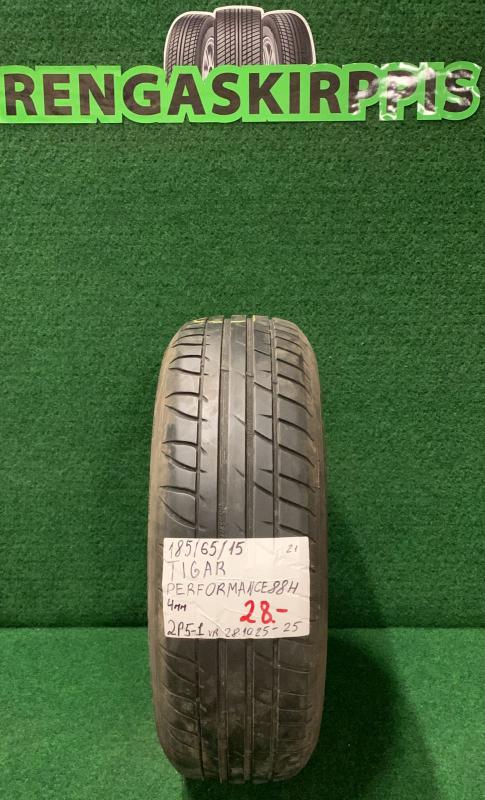 RENGASKIRPPIS
185/65/15 21
TIGAR
PERFORMANCE 88H
4mm 28.-
2P5-1 VR 281025-25